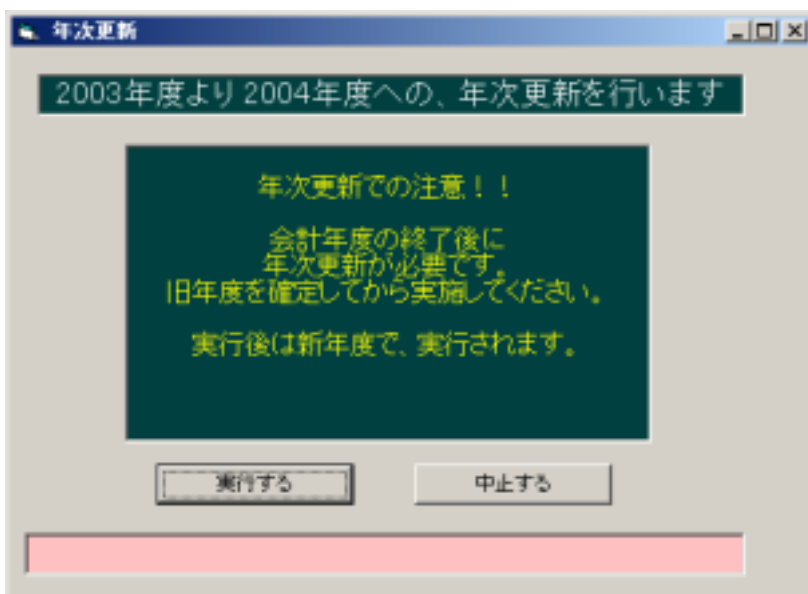 年次更新
2003年度より2004年度への、年次更新を行います
年次更新での注意！！
会計年度の終了後に
年次更新が必要です。
旧年度を確定してから実施してください。
実行後は新年度で、実行されます。
実行する
中止する